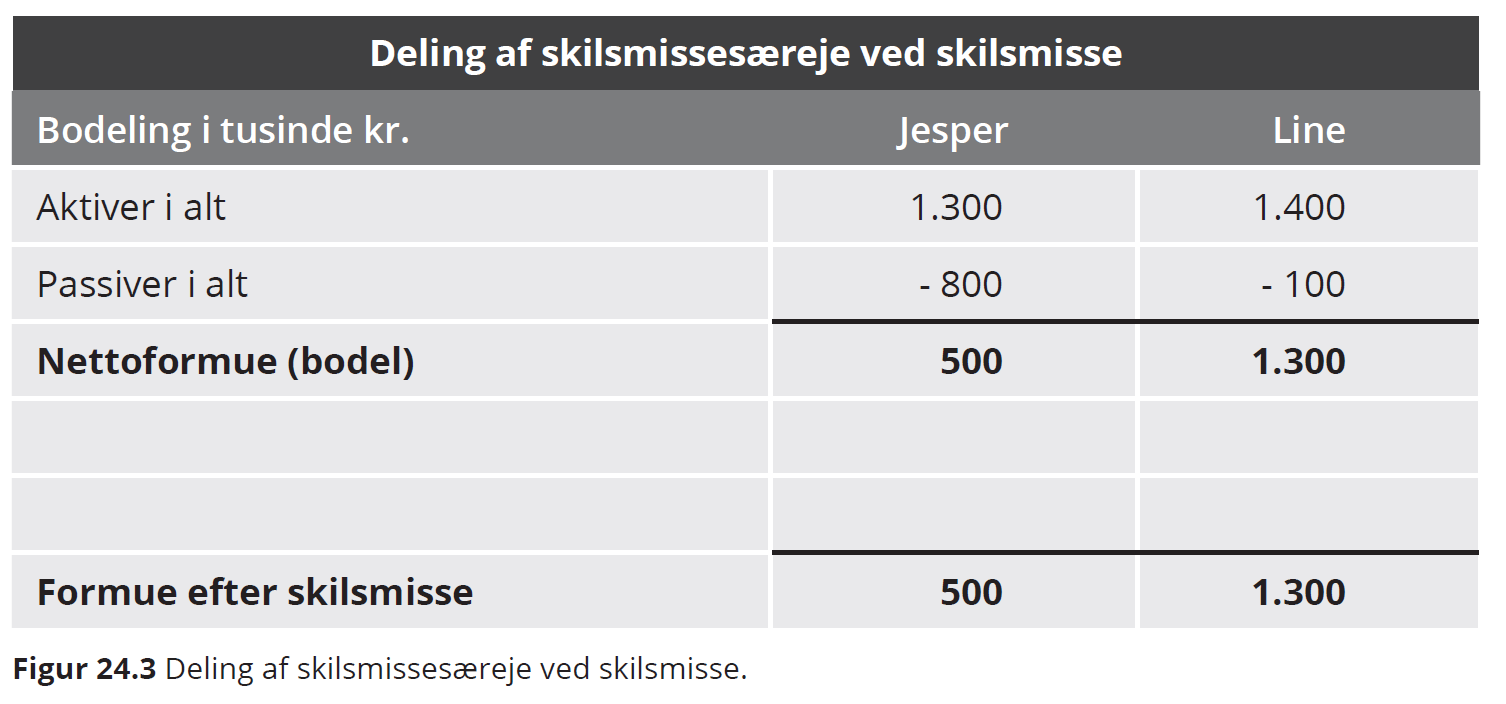 Deling af skilsmissesæreje ved skilsmisse
Bodeling i tusinde kr. Jesper Line
Aktiver i alt 1.300 1.400
Passiver i alt - 800 - 100
Nettoformue (bodel) 500 1.300
Formue efter skilsmisse 500 1.300
Figur 24.3 Deling af skilsmissesæreje ved skilsmisse.